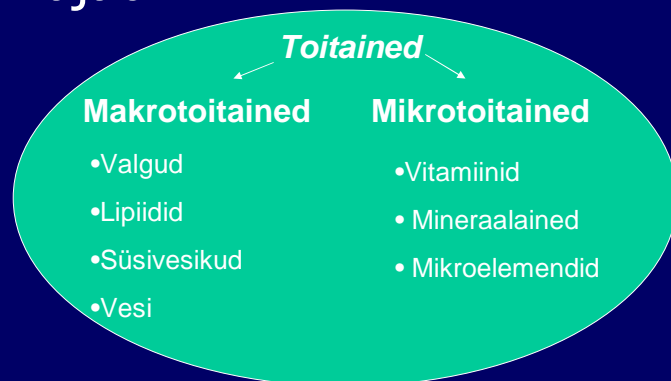 Toitained
Makrotoitained Mikrotoitained
•Valgud
•Lipiidid
•Süsivesikud
•Vesi
•Vitamiinid
• Mineraalained
• Mikroelemendid